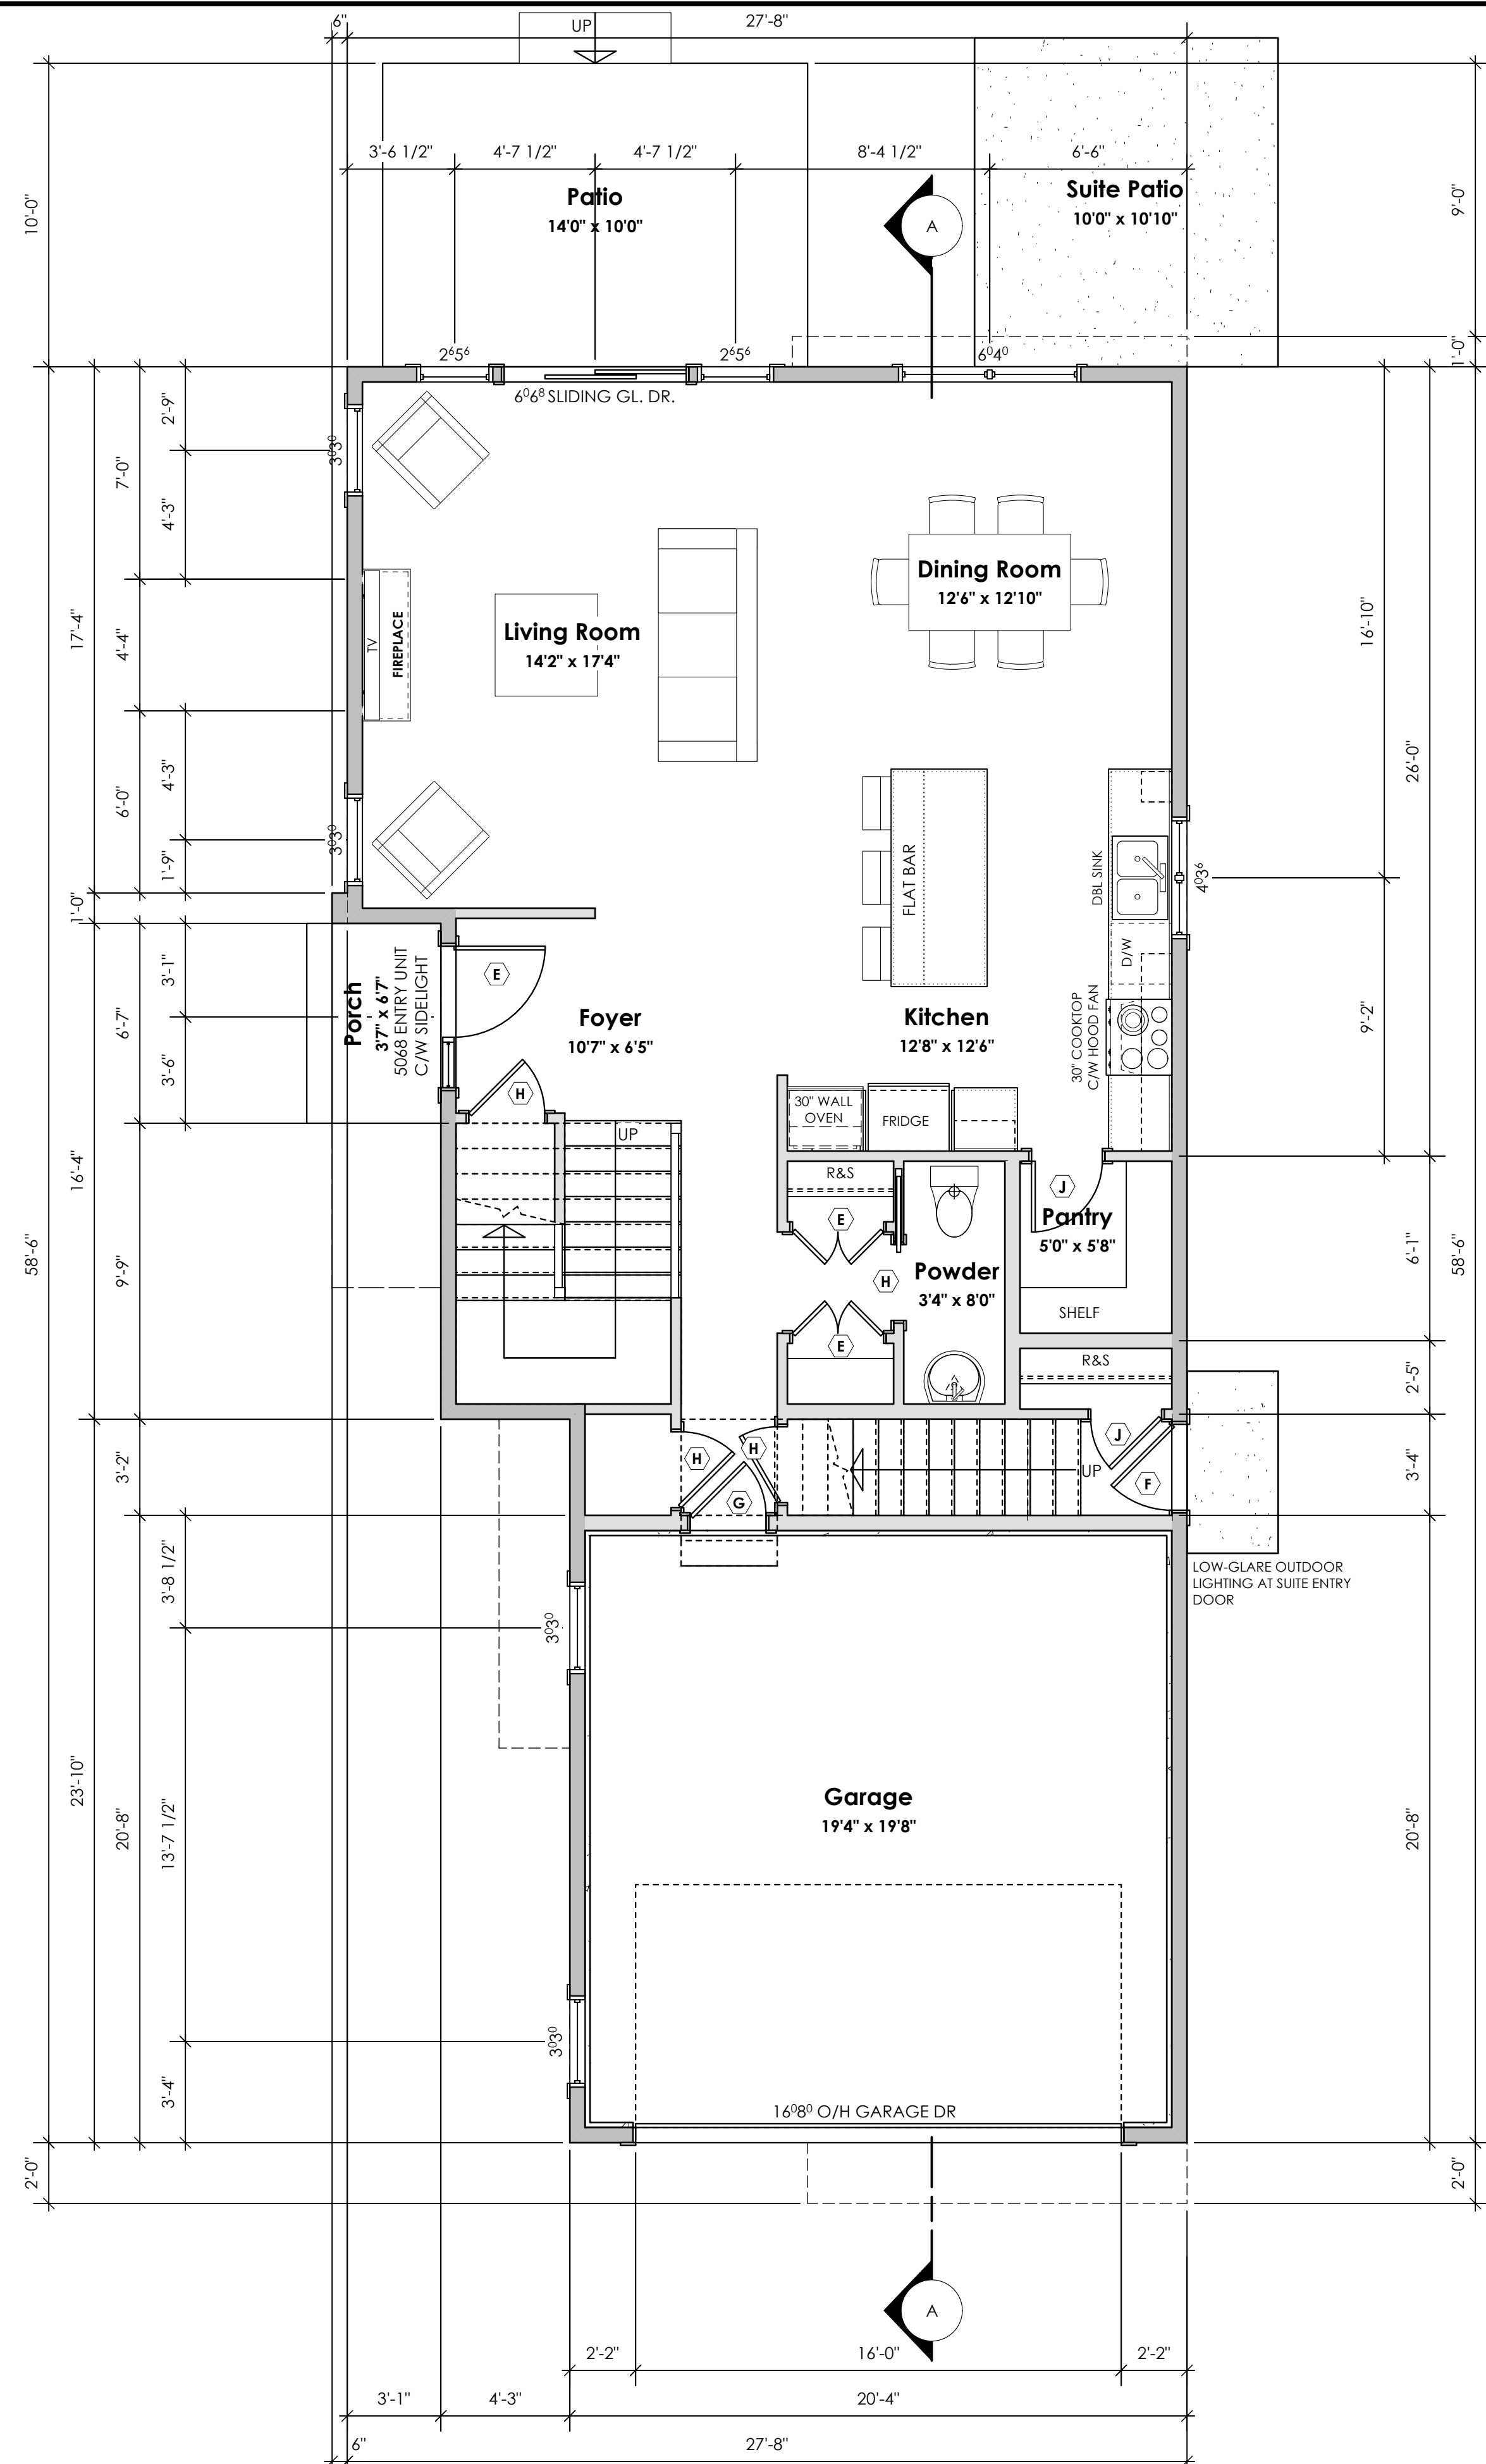 6"
27'-8"
UP
3'-6 1/2"
4'-7 1/2"
4'-7 1/2"
8'-4 1/2"
6'-6"
Patio
14'0" x 10'0"
Suite Patio
10'0" x 10'10"
A
10'-0"
9'-0"
1'-0"
2⁶5⁶
2⁶5⁶
6⁰4⁰
6⁰6⁸ SLIDING GL. DR.
2'-9"
7'-0"
4'-3"
3⁰3⁰
17'-4"
4'-4"
TV
FIREPLACE
Living Room
14'2" x 17'4"
Dining Room
12'6" x 12'10"
16'-10"
26'-0"
4'-3"
6'-0"
1'-9"
3⁰3⁰
1'-0"
FLAT BAR
DBL SINK
4⁰3⁶
D/W
30" COOKTOP
C/W HOOD FAN
3'-1"
6'-7"
3'-6"
Porch
3'7" x 6'7"
5068 ENTRY UNIT
C/W SIDELIGHT
E
Foyer
10'7" x 6'5"
Kitchen
12'8" x 12'6"
9'-2"
H
30" WALL
OVEN
FRIDGE
UP
16'-4"
58'-6"
9'-9"
R&S
E
H
E
Powder
3'4" x 8'0"
J
Pantry
5'0" x 5'8"
SHELF
R&S
6'-1"
58'-6"
2'-5"
3'-2"
H
H
G
UP
J
F
3'-4"
LOW-GLARE OUTDOOR
LIGHTING AT SUITE ENTRY
DOOR
3'-8 1/2"
3⁰3⁰
23'-10"
20'-8"
13'-7 1/2"
Garage
19'4" x 19'8"
20'-8"
3⁰3⁰
3'-4"
16⁰8⁰ O/H GARAGE DR
2'-0"
2'-0"
A
2'-2"
16'-0"
2'-2"
3'-1"
4'-3"
20'-4"
6"
27'-8"